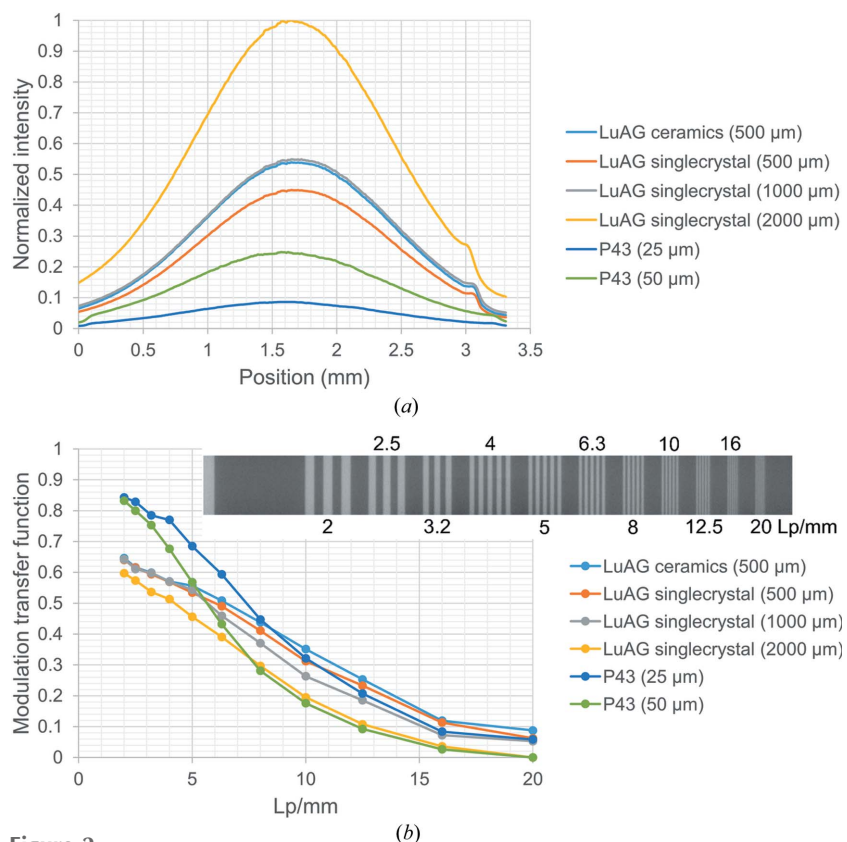 1
0.9
0.8
0.7
0.6
0.5
0.4
0.3
0.2
0.1
0
Normalized intensity
0 0.5 1 1.5 2 2.5 3 3.5
Position (mm)
LuAG ceramics (500 µm)
LuAG singlecrystal (500 µm)
LuAG singlecrystal (1000 µm)
LuAG singlecrystal (2000 µm)
P43 (25 µm)
P43 (50 µm)
(a)
1
0.9
0.8
0.7
0.6
0.5
0.4
0.3
0.2
0.1
0
Modulation transfer function
2.5 4 6.3 10 16
2 3.2 5 8 12.5 20 Lp/mm
0 5 10 15 20
Lp/mm
LuAG ceramics (500 µm)
LuAG singlecrystal (500 µm)
LuAG singlecrystal (1000 µm)
LuAG singlecrystal (2000 µm)
P43 (25 µm)
P43 (50 µm)
(b)